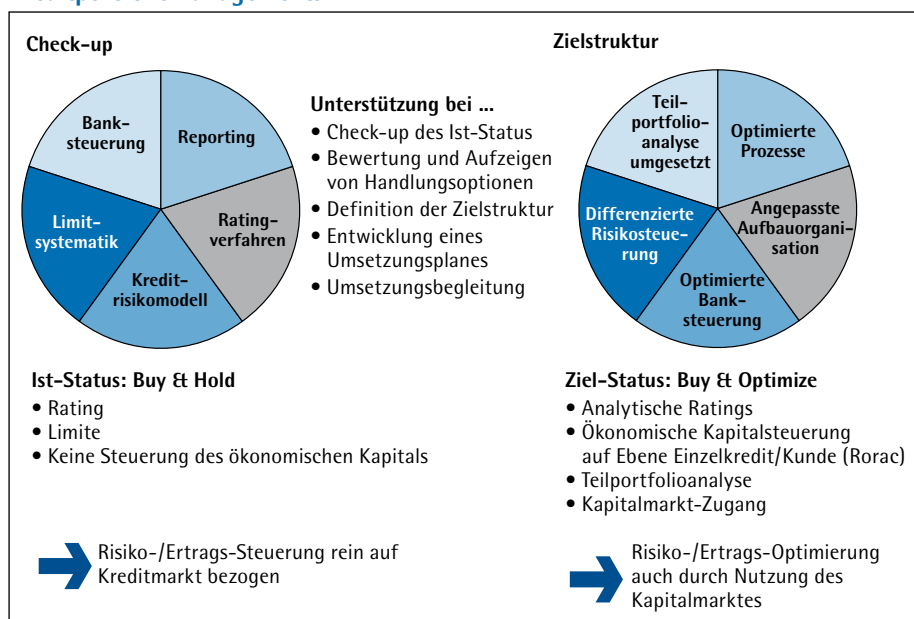 Check-up
Bank-
steuerung
Reporting
Limit-
systematik
Rating-
verfahren
Kredit-
risikomodell
Unterstützung bei ...
• Check-up des Ist-Status
• Bewertung und Aufzeigen
von Handlungsoptionen
• Definition der Zielstruktur
• Entwicklung eines
Umsetzungsplanes
• Umsetzungsbegleitung
Zielstruktur
Teil-
portfolio-
analyse
umgesetzt
Optimierte
Prozesse
Differenzierte
Risikosteue-
rung
Angepasste
Aufbauorgani-
sation
Optimierte
Bank-
steuerung
Ist-Status: Buy & Hold
• Rating
• Limite
• Keine Steuerung des ökonomischen Kapitals
Risiko-/Ertrags-Steuerung rein auf
Kreditmarkt bezogen
Ziel-Status: Buy & Optimize
• Analytische Ratings
• Ökonomische Kapitalsteuerung
auf Ebene Einzelkredit/Kunde (Rorac)
• Teilportfolioanalyse
• Kapitalmarkt-Zugang
Risiko-/Ertrags-Optimierung
auch durch Nutzung des
Kapitalmarktes